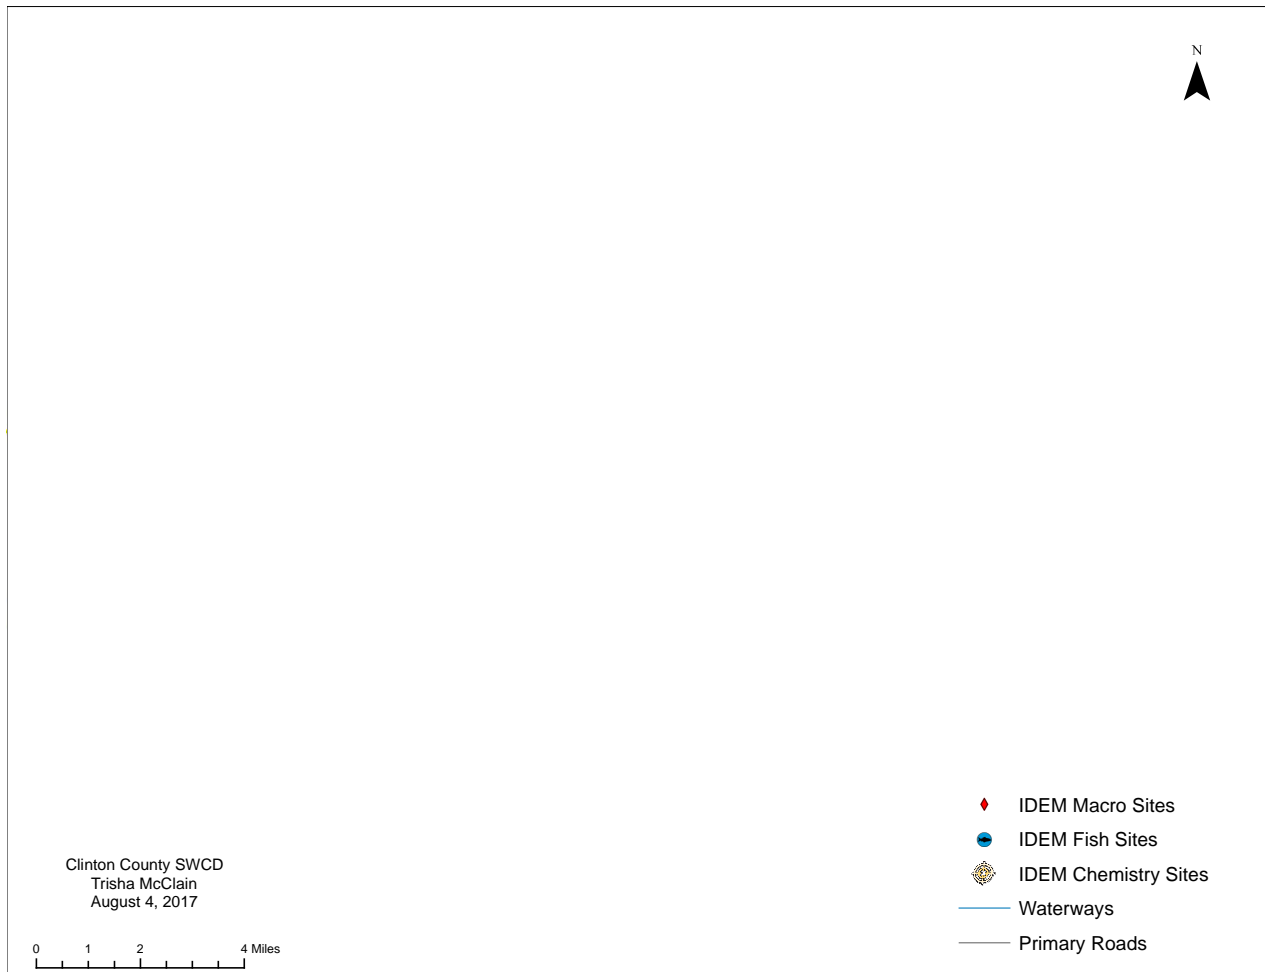 N
IDEM Macro Sites
IDEM Fish Sites
IDEM Chemistry Sites
Waterways
Primary Roads
Clinton County SWCD
Trisha McClain
August 4, 2017
0 1 2 4 Miles